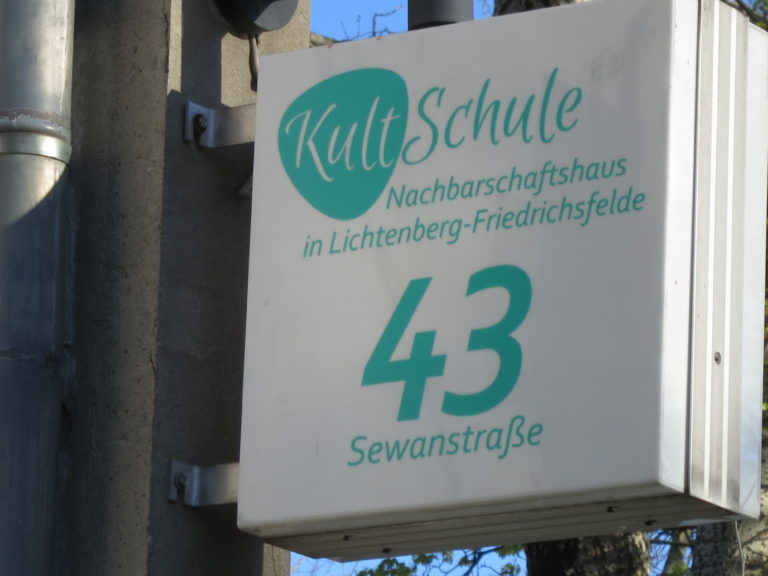 KultSchule
Nachbarschaftshaus
in Lichtenberg-Friedrichsfelde
43
Sewanstraße